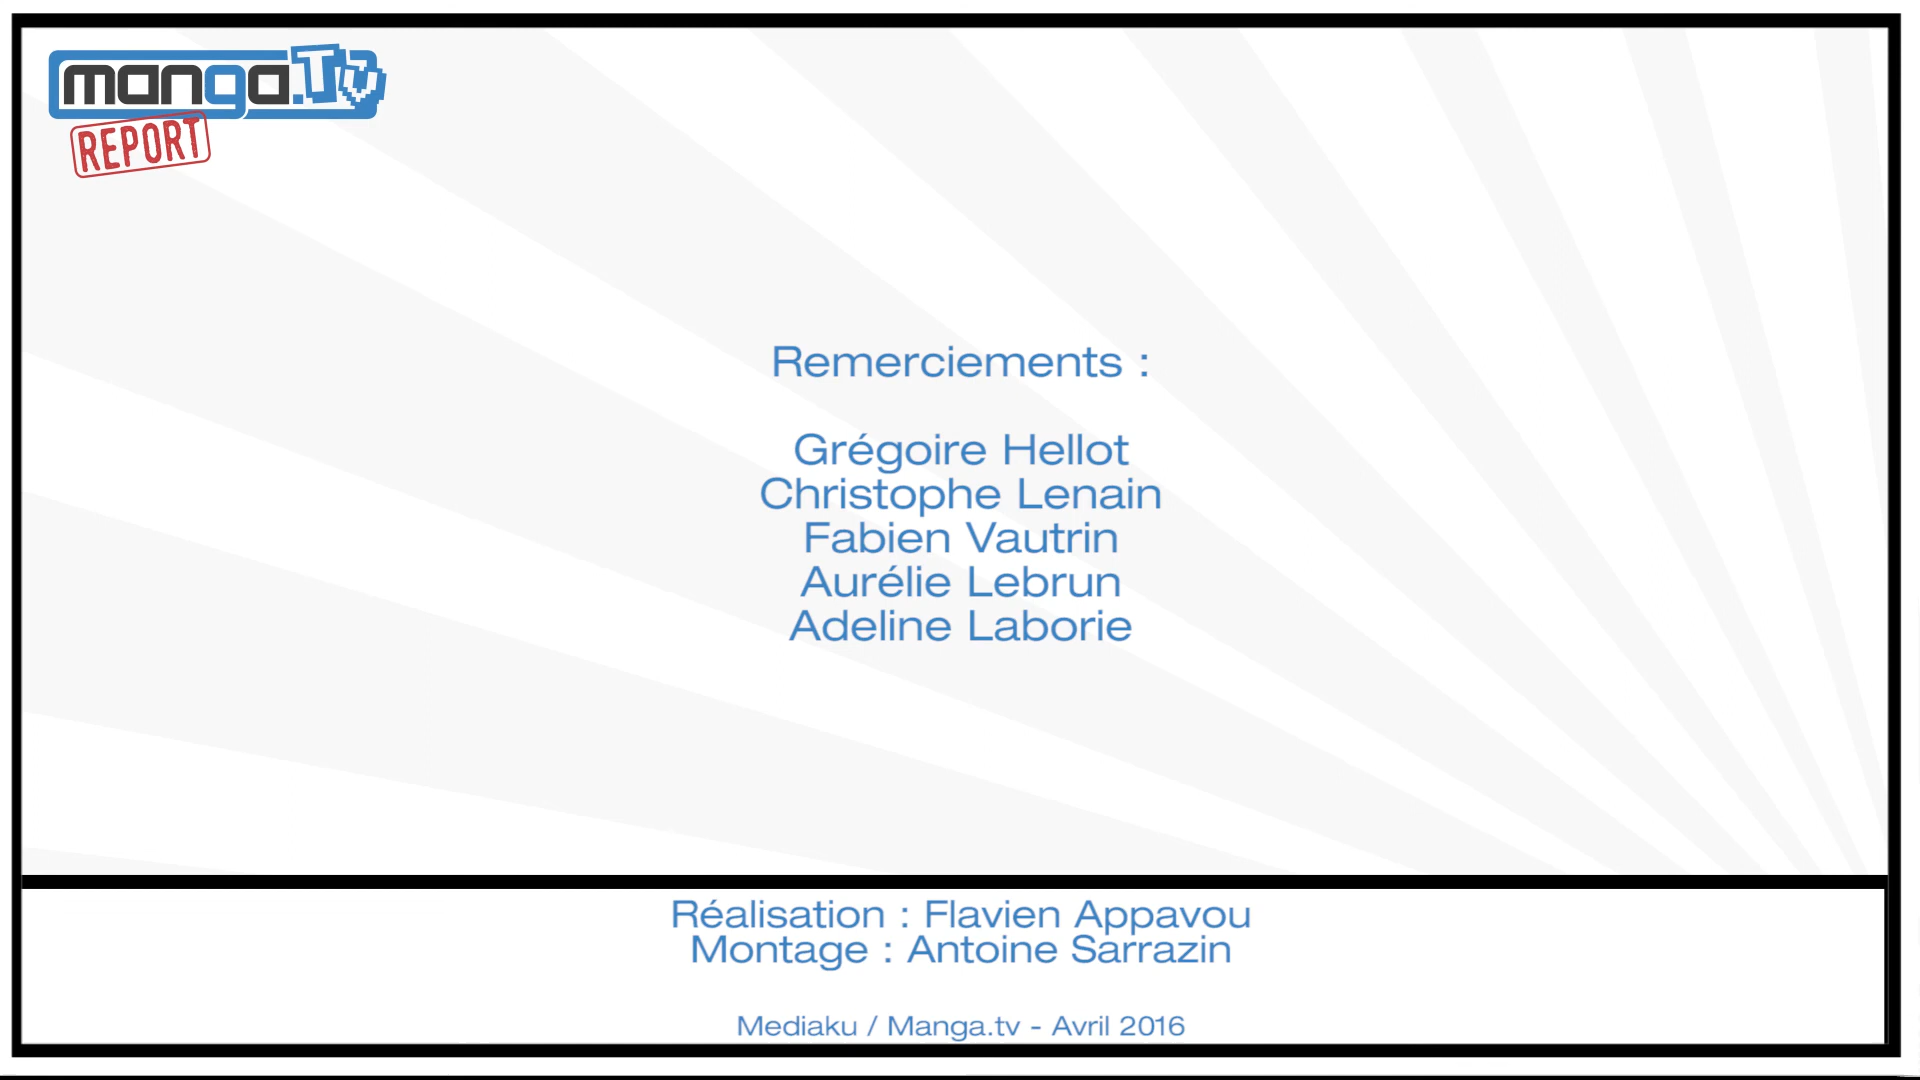 manga.TV
REPORT
Remerciements :
Grégoire Hellot
Christophe Lenain
Fabien Vautrin
Aurélie Lebrun
Adeline Laborie
Réalisation : Flavien Appavou
Montage : Antoine Sarrazin
Mediaku / Manga.tv - Avril 2016